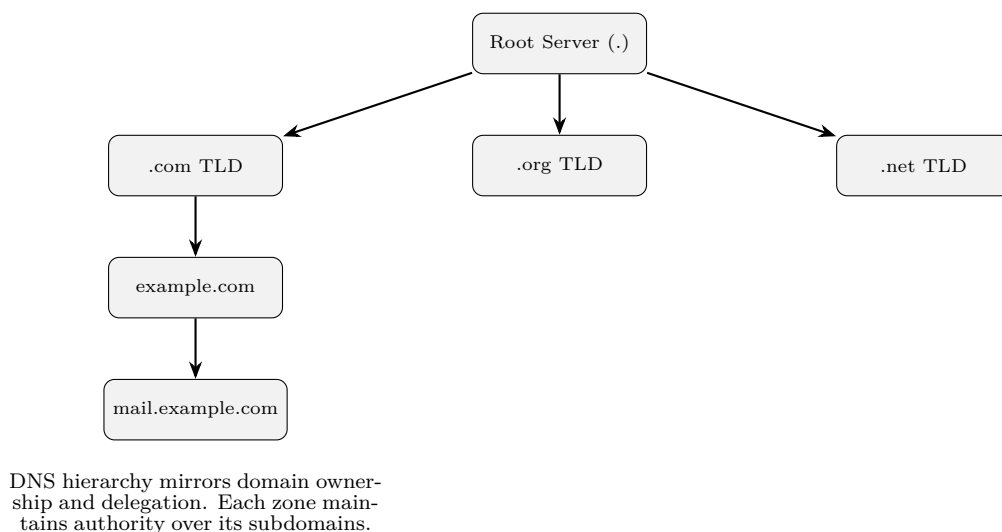 Root Server (.)
.com TLD
.org TLD
.net TLD
example.com
mail.example.com
DNS hierarchy mirrors domain owner-
ship and delegation. Each zone main-
tains authority over its subdomains.